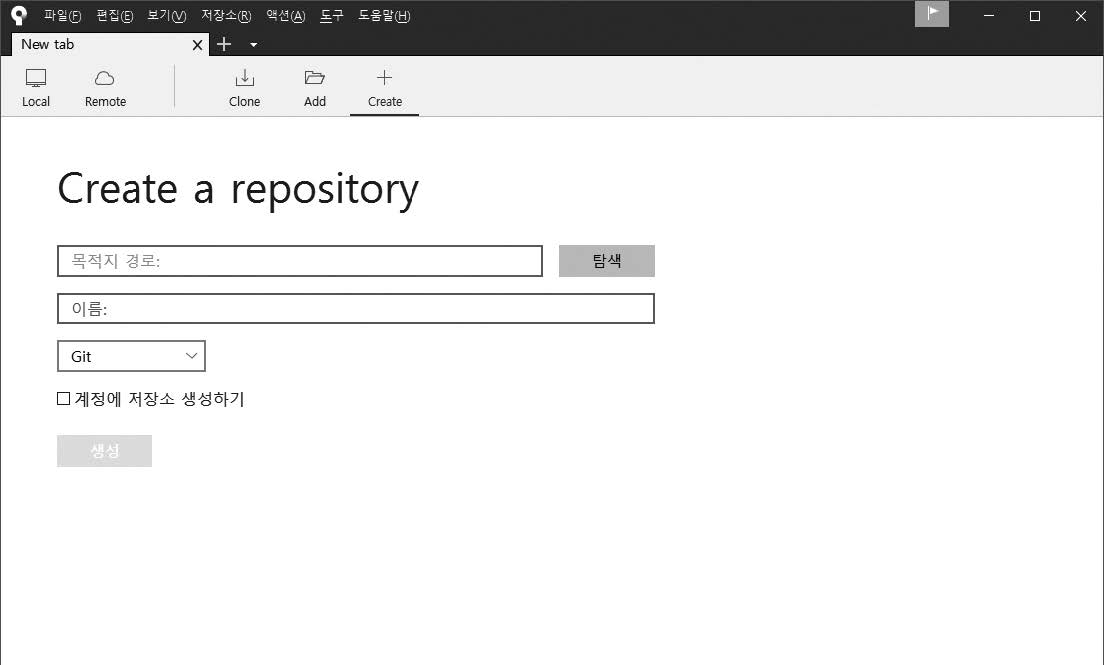 파일(F) 편집(E) 보기(V) 저장소(R) 액션(A) 도구 도움말(H)
New tab
Local Remote Clone Add Create
Create a repository
목적지 경로: 탐색
이름:
Git
계정에 저장소 생성하기
생성